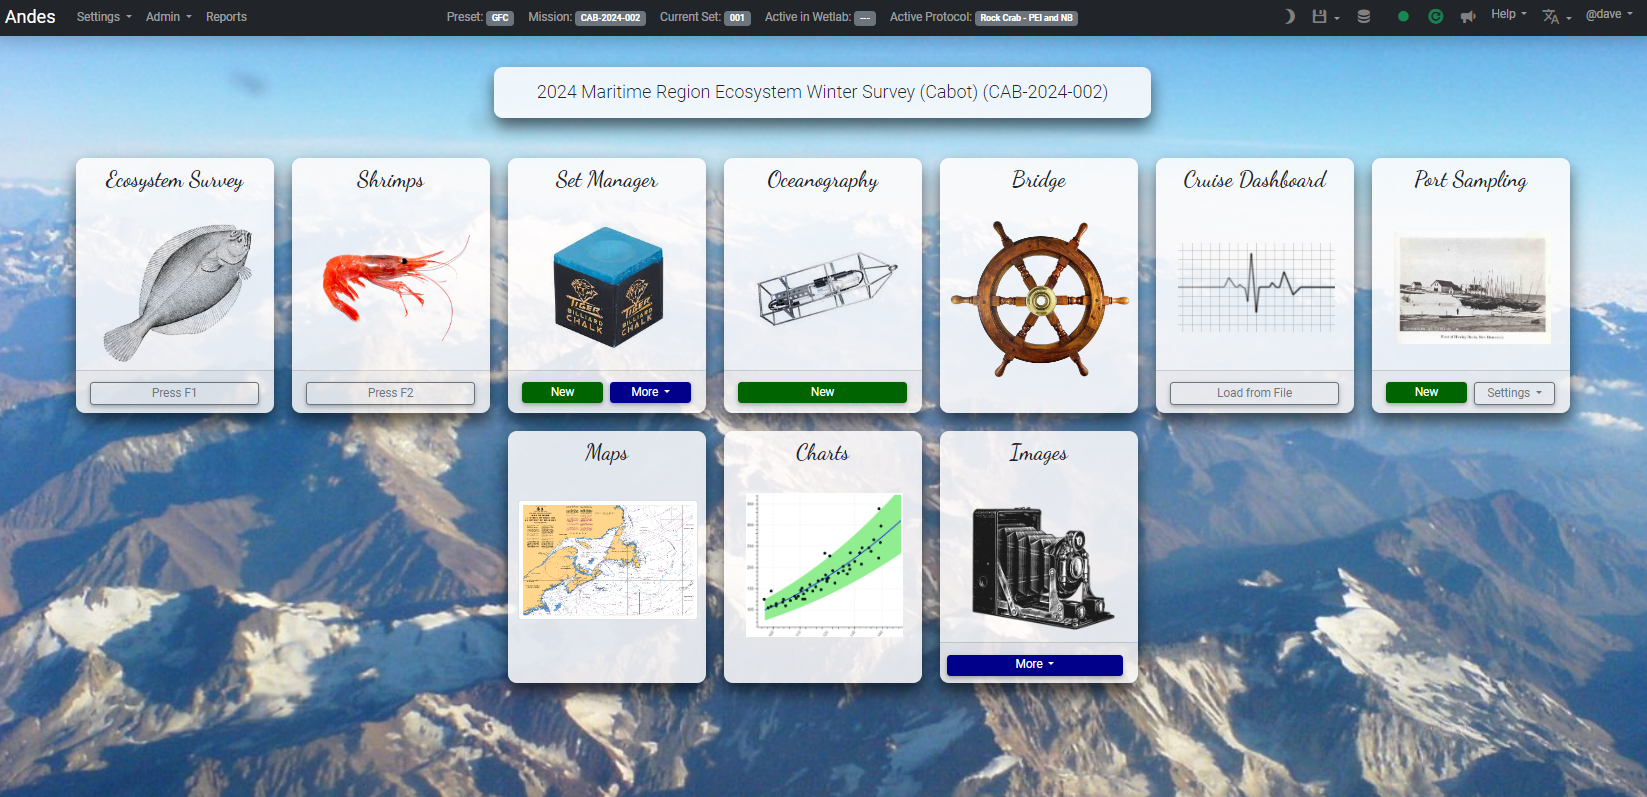 Andes Settings Admin Reports Preset: GFC Mission: CAB-2024-002 Current Set: 001 Active in Wetlab: --- Active Protocol: Rock Crab - PEI and NB Help @dave
2024 Maritime Region Ecosystem Winter Survey (Cabot) (CAB-2024-002)
Ecosystem Survey
Press F1
Shrimps
Press F2
Set Manager
TIGER
BILLIARD
CHALK
TIGER
BILLIARD
CHALK
New More
Oceanography
New
Bridge
Cruise Dashboard
Load from File
Port Sampling
New Settings
Maps
Charts
Images
More